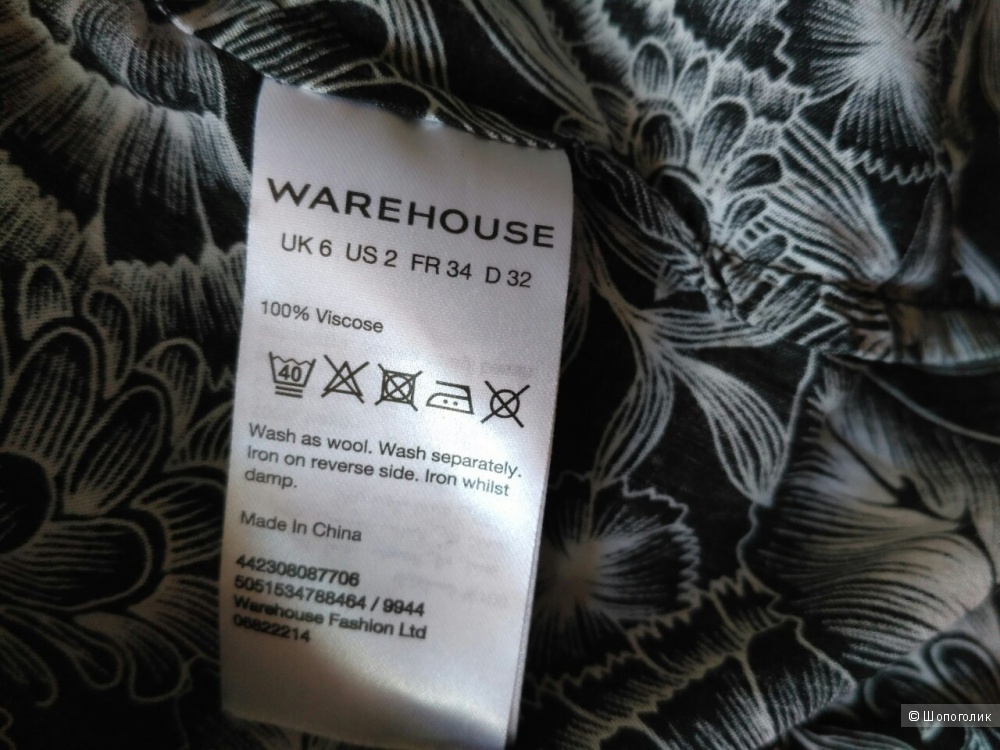 WAREHOUSE
UK 6 US 2 FR 34 D 32
100% Viscose
40
Wash as wool. Wash separately.
Iron on reverse side. Iron whilst
damp.
Made In China
442308087706
5051534788464 / 9944
Warehouse Fashion Ltd
06822214
© Шопоголик